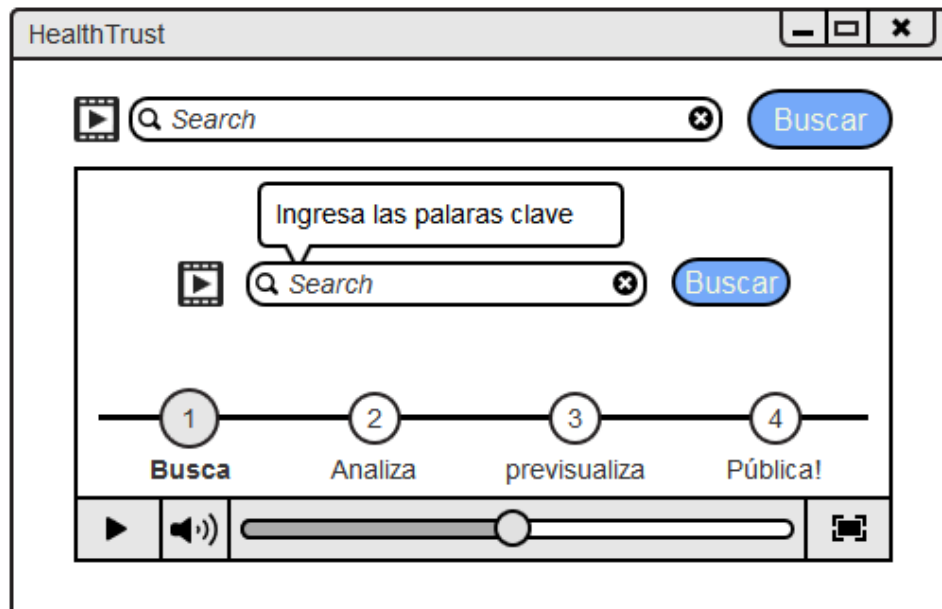 HealthTrust
Search
Buscar
Ingresa las palaras clave
Search
Buscar
1
2
3
4
Busca
Analiza
previsualiza
Pública!